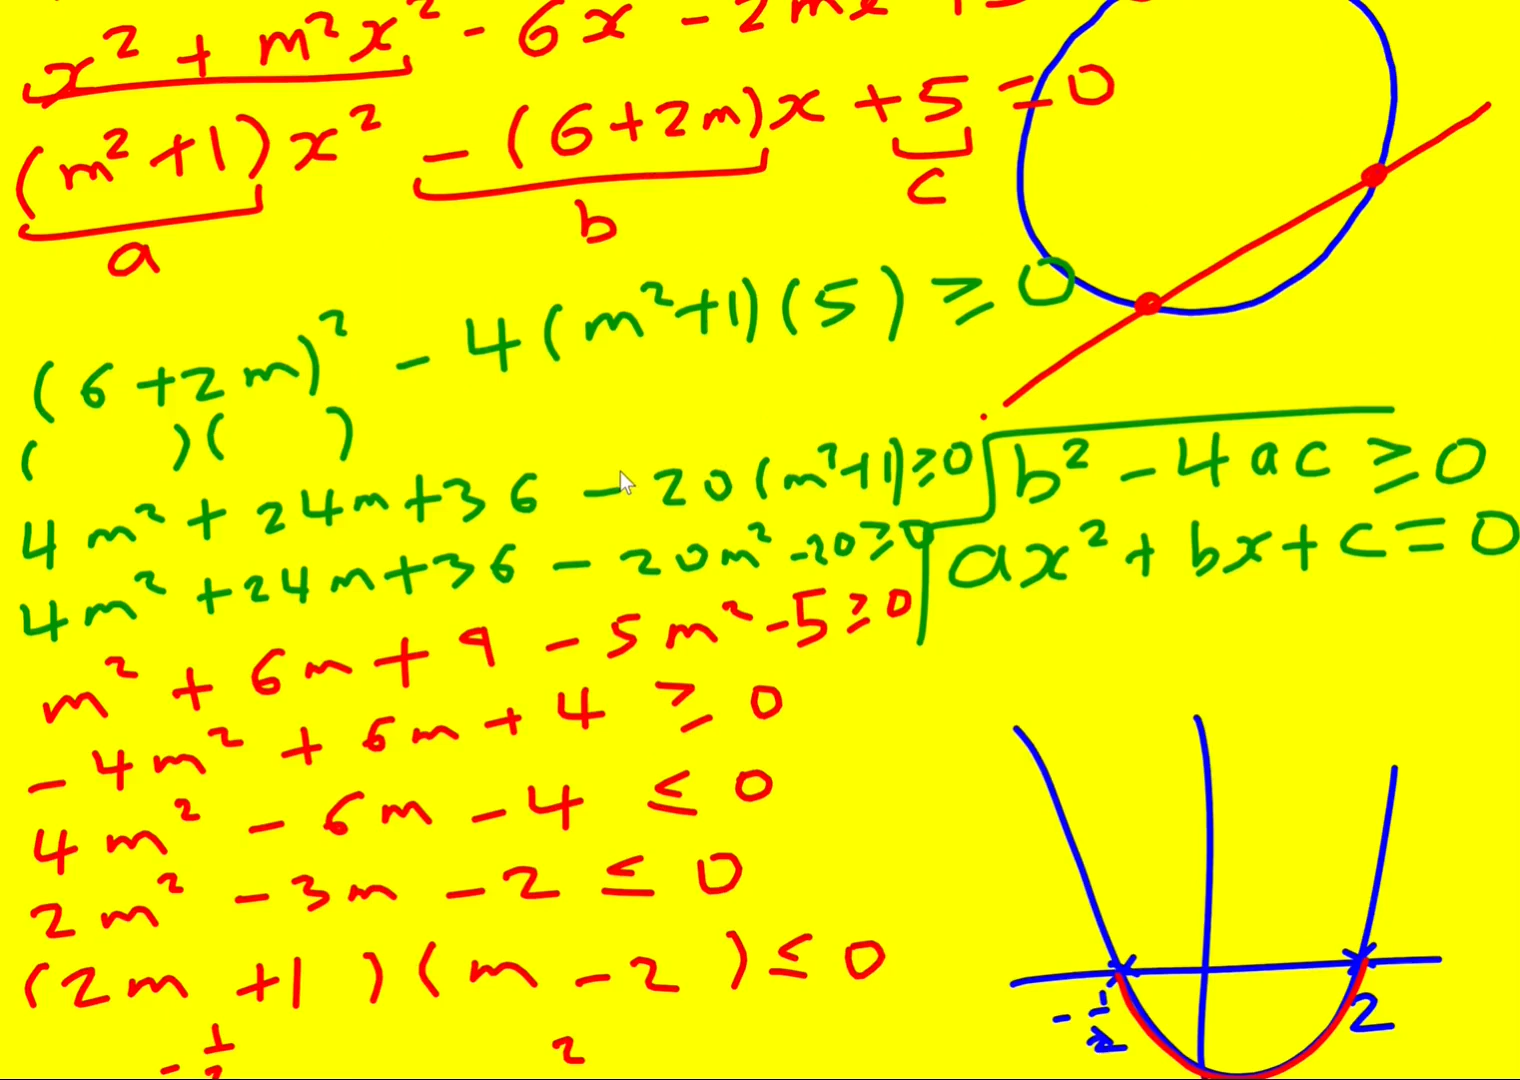 x² + m²x² - 6x - 2mx + 5
(m² + 1)x² - (6 + 2m)x + 5 = 0
a b c
(6 + 2m)² - 4(m² + 1)(5) ≥ 0
( )( )
4m² + 24m + 36 - 20(m² + 1) ≥ 0
4m² + 24m + 36 - 20m² - 20 ≥ 0
b² - 4ac ≥ 0
ax² + bx + c = 0
m² + 6m + 9 - 5m² - 5 ≥ 0
- 4m² + 6m + 4 ≥ 0
4m² - 6m - 4 ≤ 0
2m² - 3m - 2 ≤ 0
(2m + 1)(m - 2) ≤ 0
-1/2 2
-1/2 2